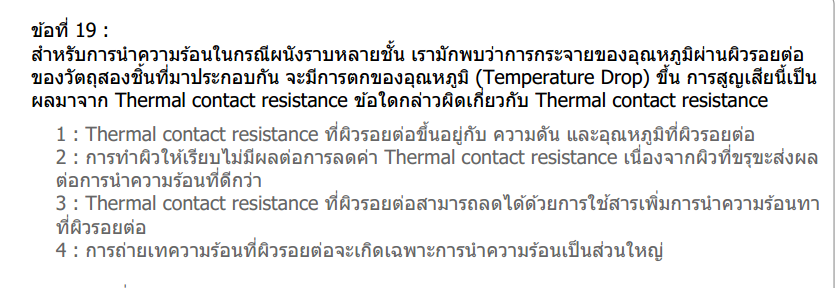 ข้อที่ 19 :
สำหรับการนำความร้อนในกรณีผนังราบหลายชั้น เรามักพบว่าการกระจายของอุณหภูมิผ่านผิวรอยต่อ
ของวัตถุสองชิ้นที่มาประกอบกัน จะมีการตกของอุณหภูมิ (Temperature Drop) ขึ้น การสูญเสียนี้เป็น
ผลมาจาก Thermal contact resistance ข้อใดกล่าวผิดเกี่ยวกับ Thermal contact resistance
1 : Thermal contact resistance ที่ผิวรอยต่อขึ้นอยู่กับ ความดัน และอุณหภูมิที่ผิวรอยต่อ
2 : การทำผิวให้เรียบไม่มีผลต่อการลดค่า Thermal contact resistance เนื่องจากผิวที่ขรุขะส่งผล
ต่อการนำความร้อนที่ดีกว่า
3 : Thermal contact resistance ที่ผิวรอยต่อสามารถลดได้ด้วยการใช้สารเพิ่มการนำความร้อนทา
ที่ผิวรอยต่อ
4 : การถ่ายเทความร้อนที่ผิวรอยต่อจะเกิดเฉพาะการนำความร้อนเป็นส่วนใหญ่